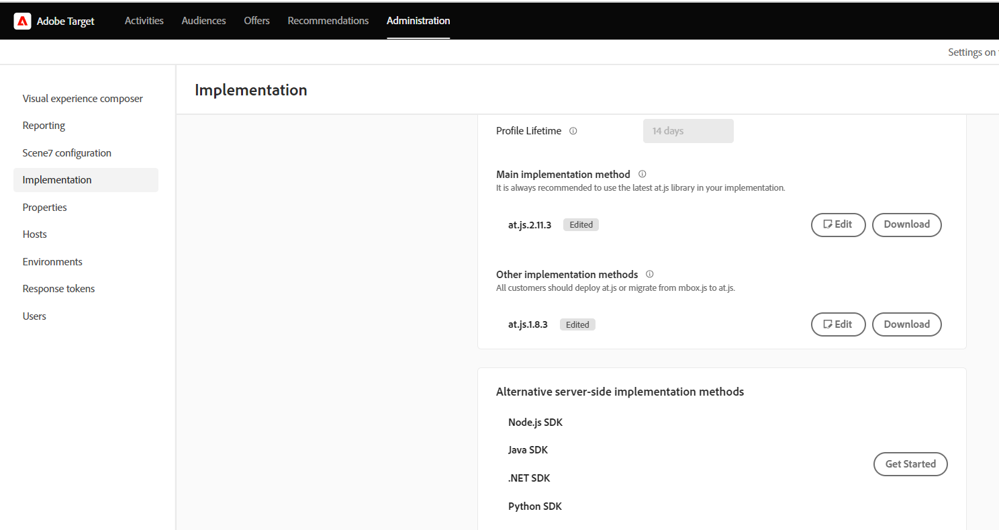 Adobe Target
Activities
Audiences
Offers
Recommendations
Administration
Settings on
Visual experience composer
Reporting
Scene7 configuration
Implementation
Properties
Hosts
Environments
Response tokens
Users
Implementation
Profile Lifetime
14 days
Main implementation method
It is always recommended to use the latest at.js library in your implementation.
at.js.2.11.3 Edited
Edit
Download
Other implementation methods
All customers should deploy at.js or migrate from mbox.js to at.js.
at.js.1.8.3 Edited
Edit
Download
Alternative server-side implementation methods
Node.js SDK
Java SDK
.NET SDK
Python SDK
Get Started